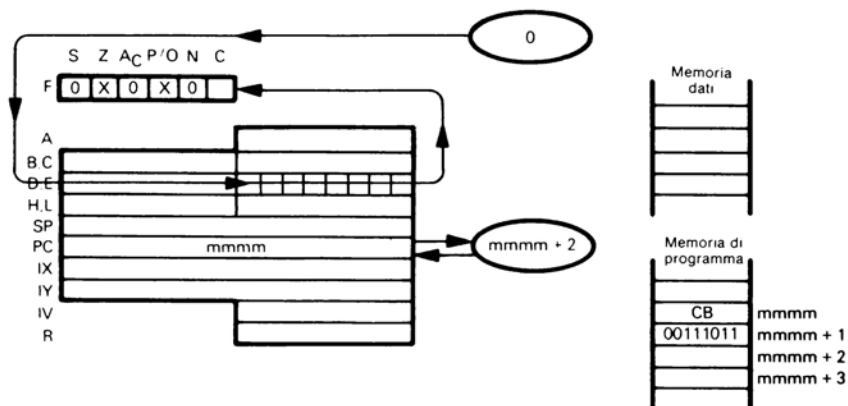 0
S Z AC P/O N C
F 0 X 0 X 0
A
B,C
D,E
H,L
SP
PC mmmm mmmm + 2
IX
IY
IV
R
Memoria
dati
Memoria di
programma
CB mmmm
00111011 mmmm + 1
mmmm + 2
mmmm + 3